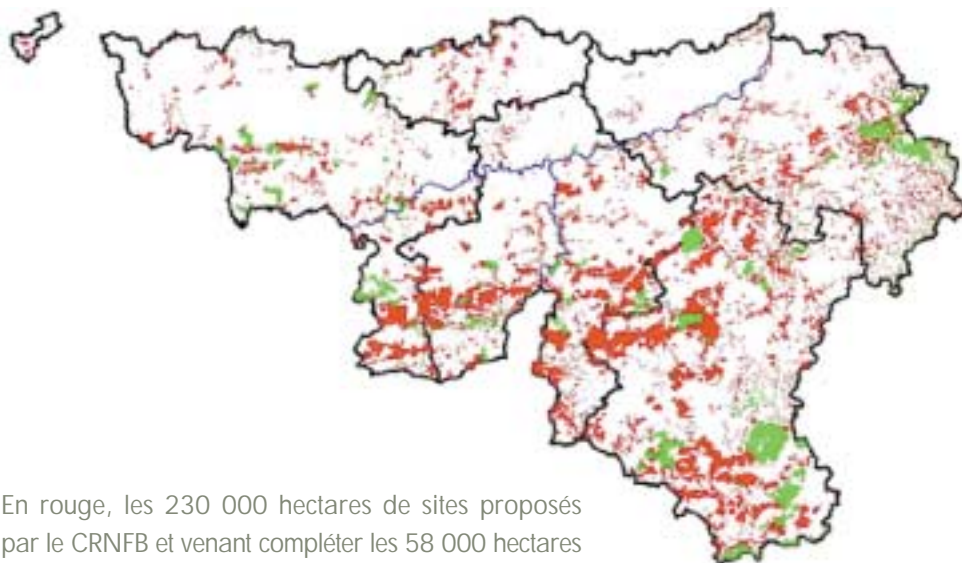 En rouge, les 230 000 hectares de sites proposés
par le CRNFB et venant compléter les 58 000 hectares